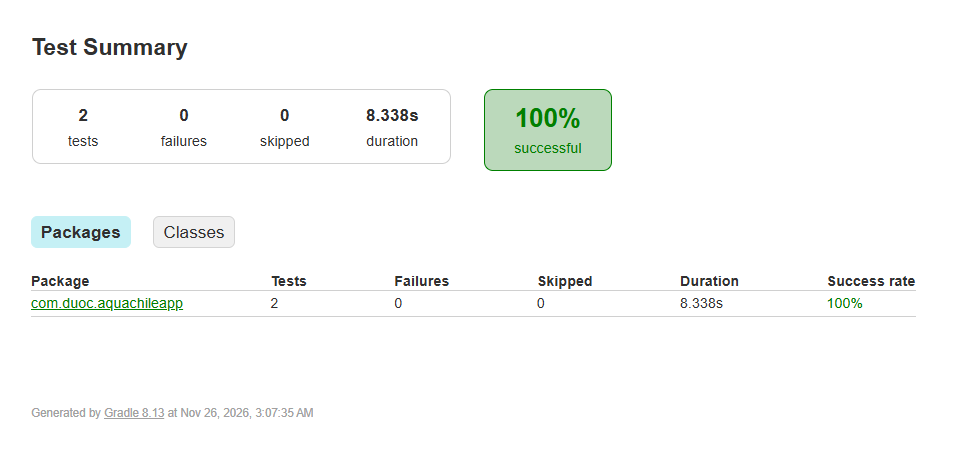 Test Summary
2 0 0 8.338s
tests failures skipped duration
100%
successful
Packages Classes
Package Tests Failures Skipped Duration Success rate
com.duoc.aquachileapp 2 0 0 8.338s 100%
Generated by Gradle 8.13 at Nov 26, 2026, 3:07:35 AM